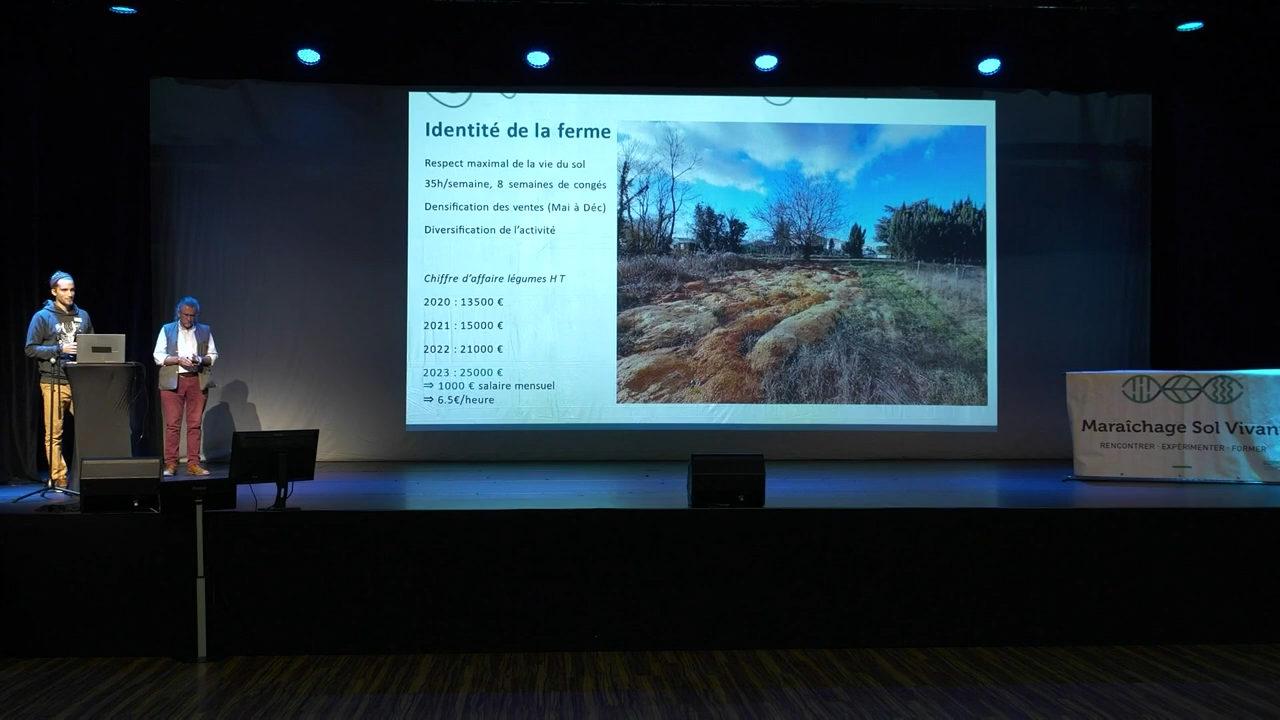 Identité de la ferme
Respect maximal de la vie du sol
35h/semaine, 8 semaines de congés
Densification des ventes (Mai à Déc)
Diversification de l'activité
Chiffre d'affaire légumes HT
2020 : 13500 €
2021 : 15000 €
2022 : 21000 €
2023 : 25000 €
⇒ 1000 € salaire mensuel
⇒ 6.5€/heure
Maraîchage Sol Vivan
RENCONTRER · EXPÉRIMENTER · FORMER